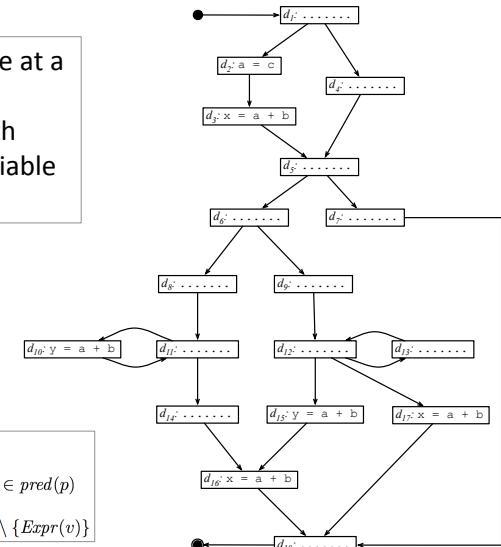 e at a
h
iable
d1: .......
d2: a = c
d4: .......
d3: x = a + b
d5: .......
d6: .......
d7: .......
d8: .......
d9: .......
d10: y = a + b
d11: .......
d12: .......
d13: .......
d14: .......
d15: y = a + b
d17: x = a + b
∈ pred(p)
\ {Expr(v)}
d16: x = a + b